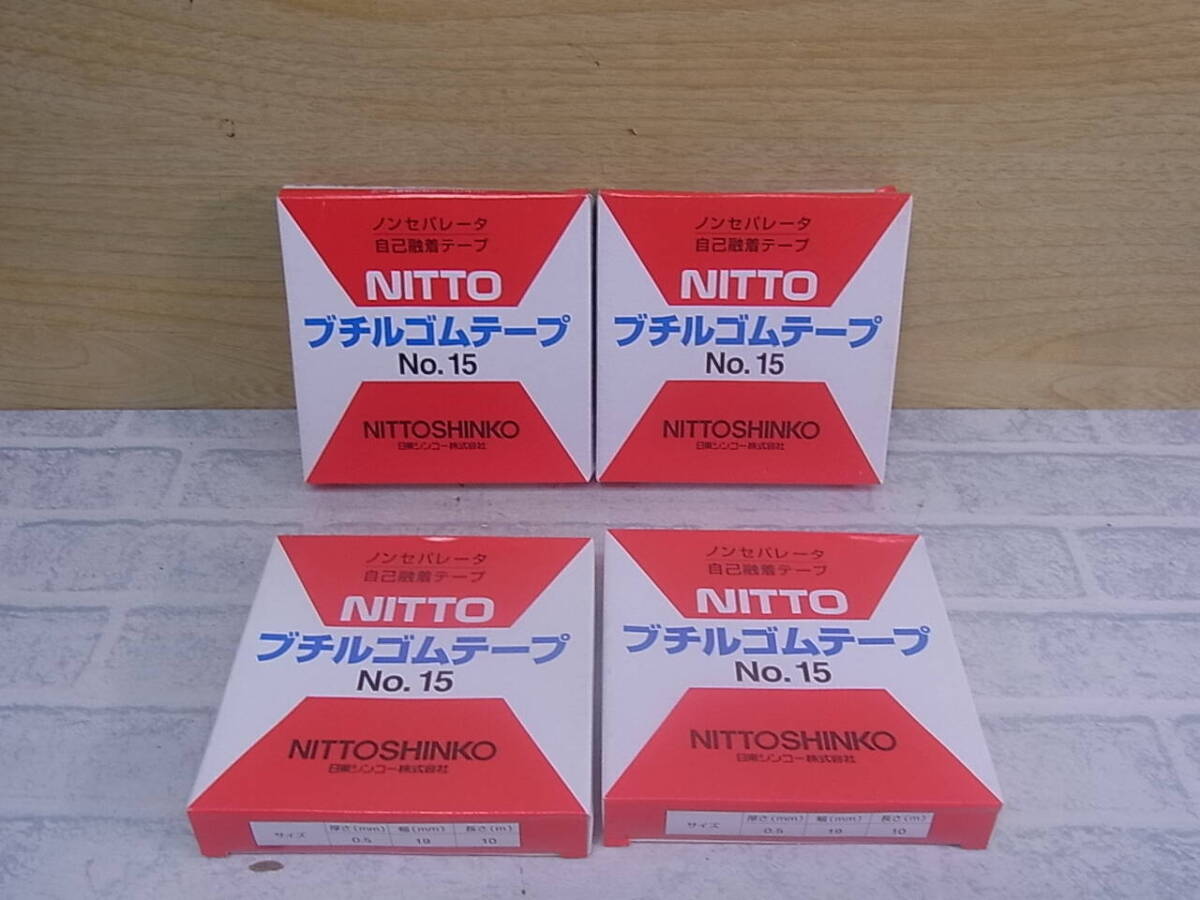 ノンセパレータ
自己融着テープ
NITTO
ブチルゴムテープ
No. 15
NITTOSHINKO
日東シンコー株式会社
ノンセパレータ
自己融着テープ
NITTO
ブチルゴムテープ
No. 15
NITTOSHINKO
日東シンコー株式会社
ノンセパレータ
自己融着テープ
NITTO
ブチルゴムテープ
No. 15
NITTOSHINKO
日東シンコー株式会社
サイズ 厚さ(mm) 幅(mm) 長さ(m)
0.5 19 10
ノンセパレータ
自己融着テープ
NITTO
ブチルゴムテープ
No. 15
NITTOSHINKO
日東シンコー株式会社
サイズ 厚さ(mm) 幅(mm) 長さ(m)
0.5 19 10